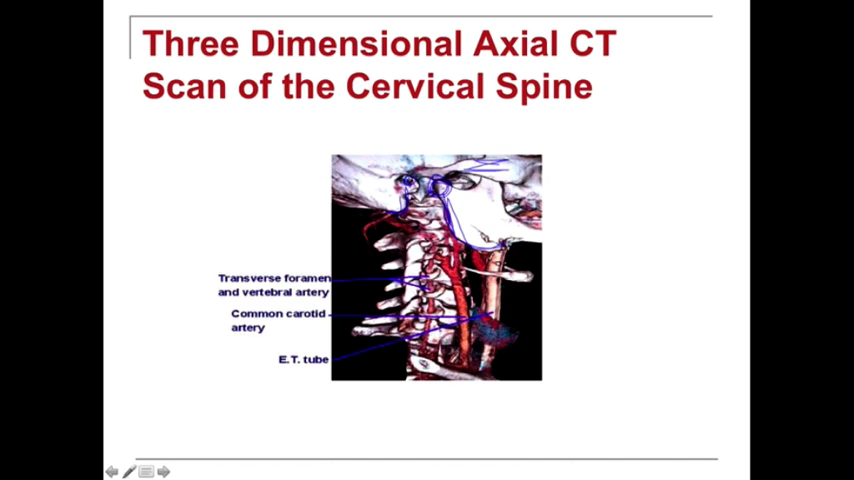 Three Dimensional Axial CT
Scan of the Cervical Spine
Transverse foramen
and vertebral artery
Common carotid
artery
E.T. tube